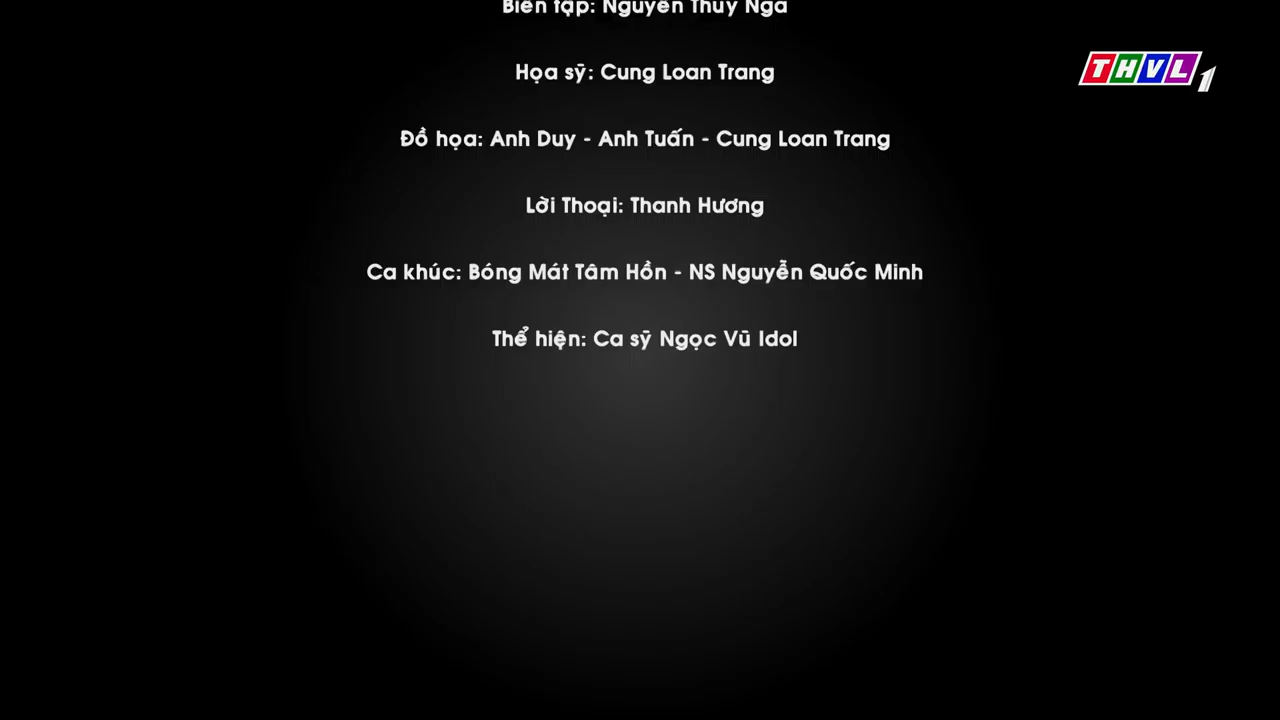 Biên tập: Nguyễn Thúy Nga
THVL1
Họa sỹ: Cung Loan Trang
Đồ họa: Anh Duy - Anh Tuấn - Cung Loan Trang
Lời Thoại: Thanh Hương
Ca khúc: Bóng Mát Tâm Hồn - NS Nguyễn Quốc Minh
Thể hiện: Ca sỹ Ngọc Vũ Idol